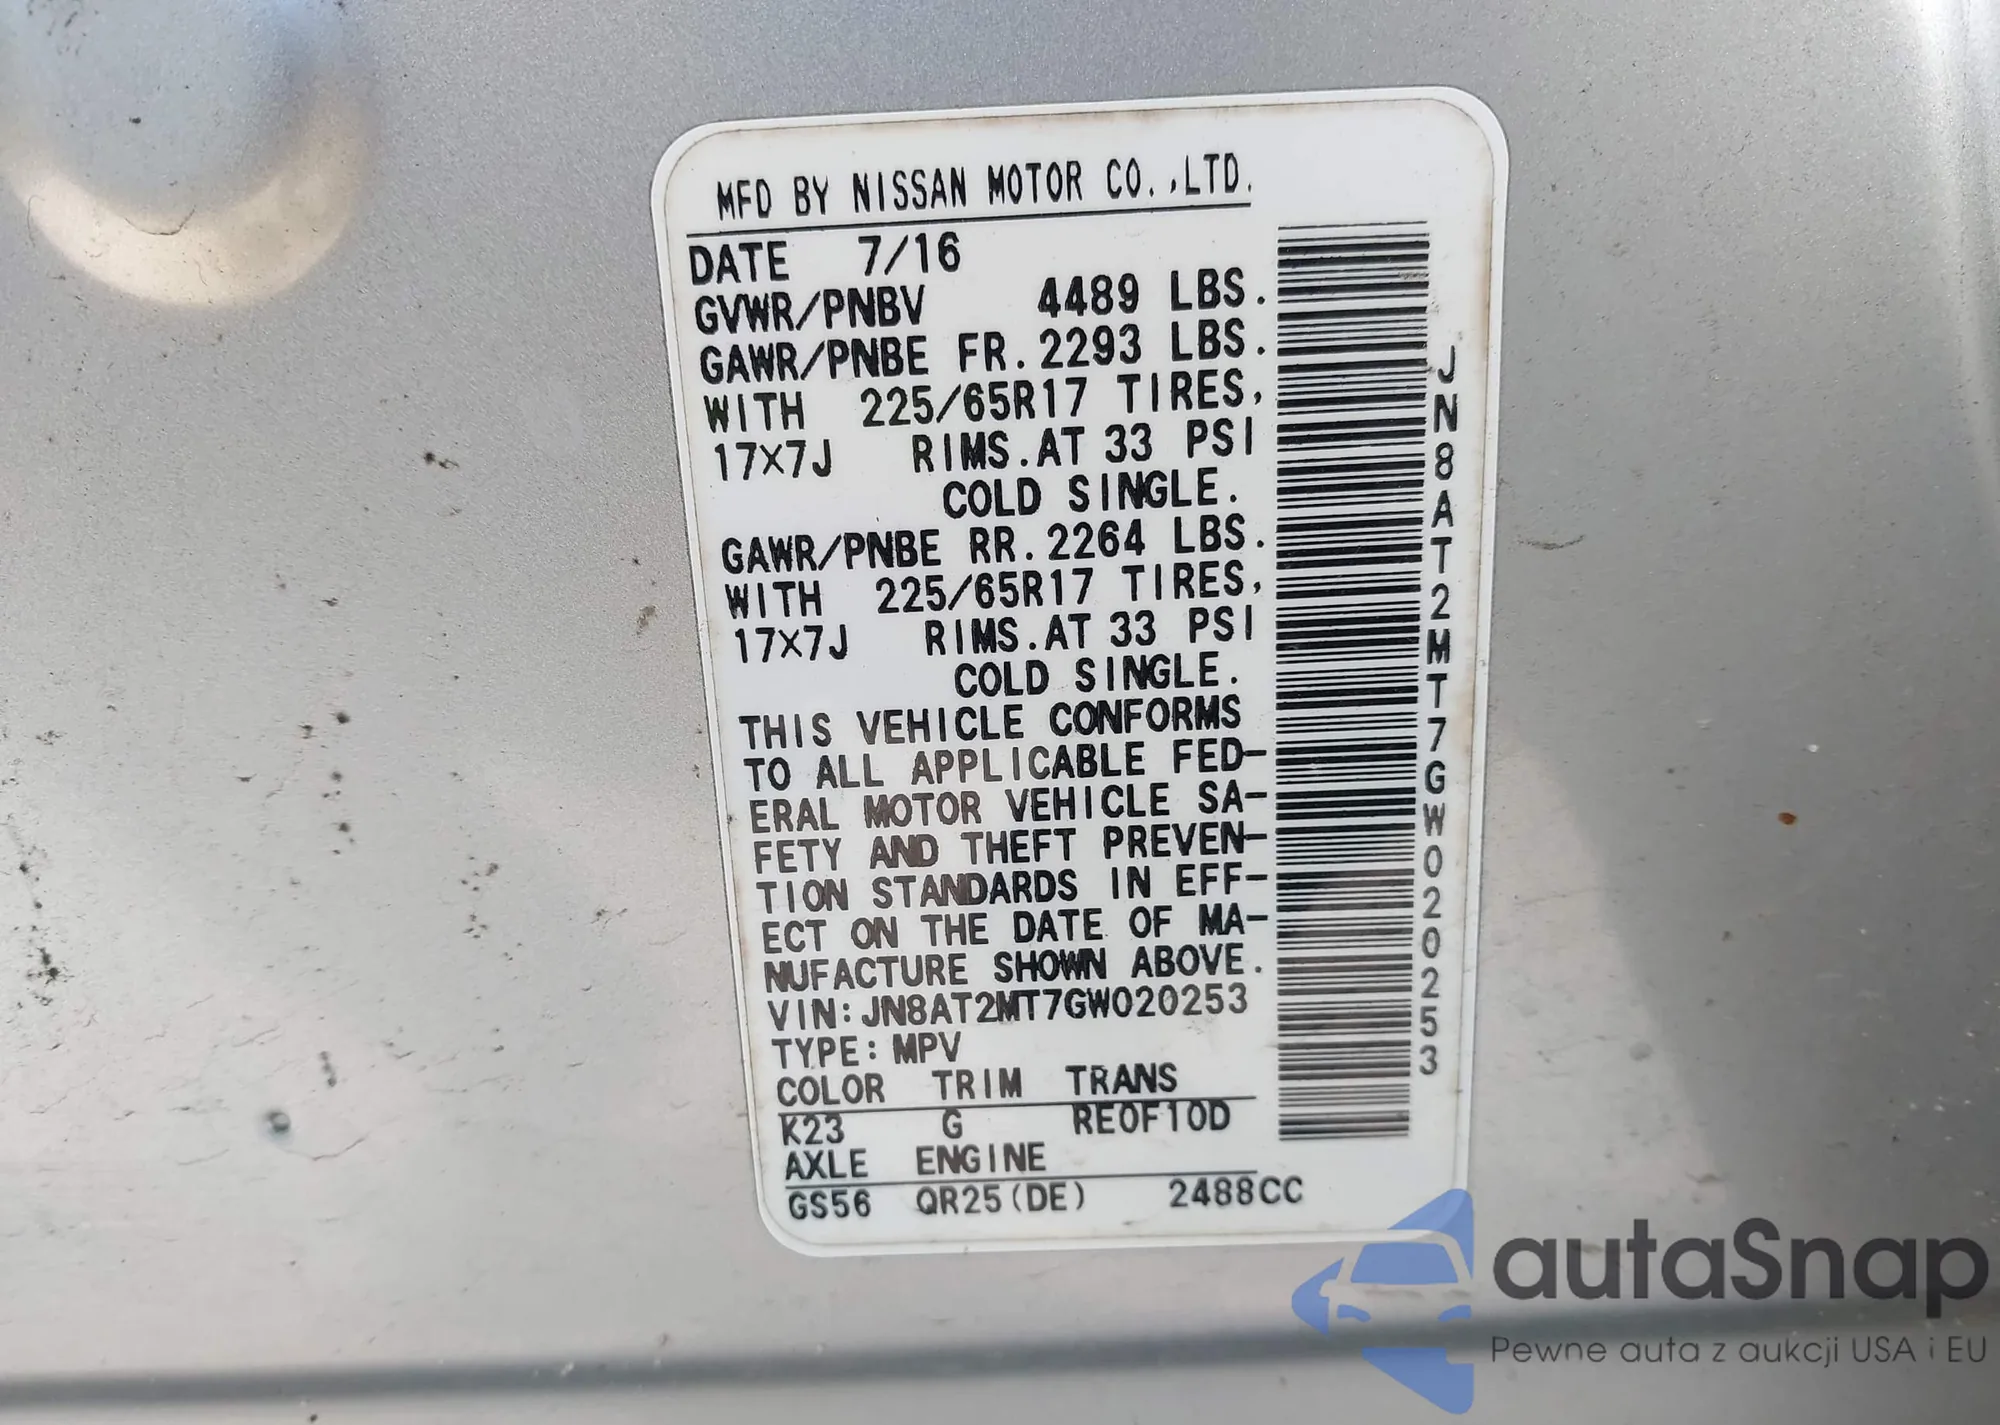 MFD BY NISSAN MOTOR CO.,LTD.
DATE 7/16
GVWR/PNBV 4489 LBS.
GAWR/PNBE FR.2293 LBS.
WITH 225/65R17 TIRES,
17X7J RIMS.AT 33 PSI
COLD SINGLE.
GAWR/PNBE RR.2264 LBS.
WITH 225/65R17 TIRES,
17X7J RIMS.AT 33 PSI
COLD SINGLE.
THIS VEHICLE CONFORMS
TO ALL APPLICABLE FED-
ERAL MOTOR VEHICLE SA-
FETY AND THEFT PREVEN-
TION STANDARDS IN EFF-
ECT ON THE DATE OF MA-
NUFACTURE SHOWN ABOVE.
VIN:JN8AT2MT7GW020253
TYPE:MPV
COLOR TRIM TRANS
K23 G RE0F10D
AXLE ENGINE
GS56 QR25(DE) 2488CC
JN8AT2MT7GW020253
autaSnap
Pewne auta z aukcji USA i EU